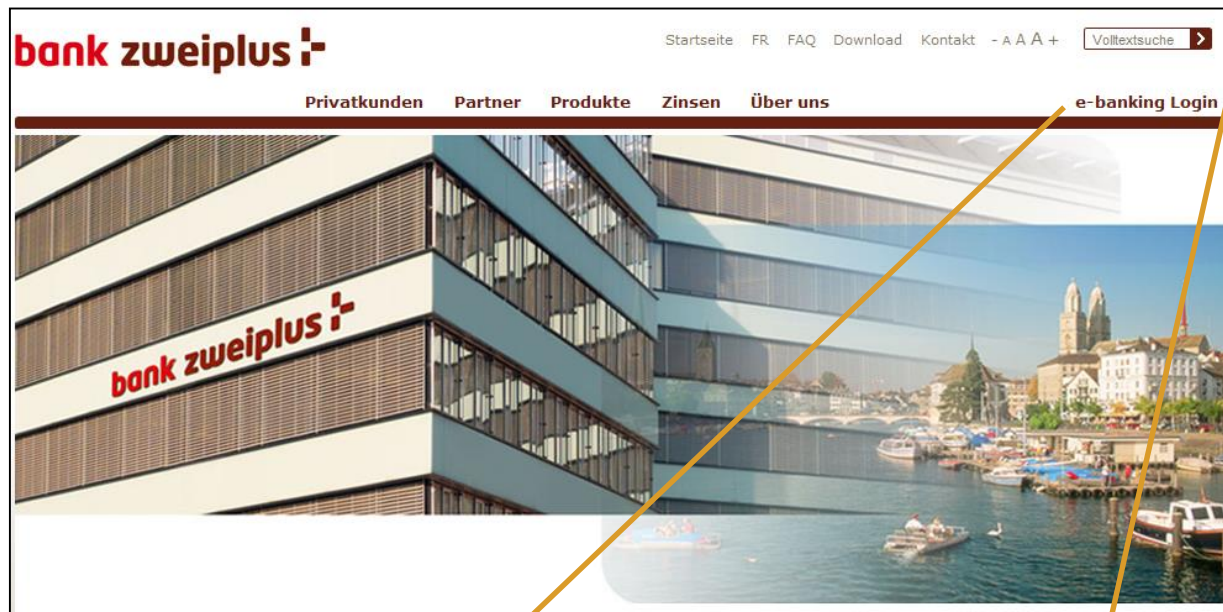 bank zweiplus
Startseite FR FAQ Download Kontakt - A A A + Volltextsuche
Privatkunden Partner Produkte Zinsen Über uns e-banking Login
bank zweiplus